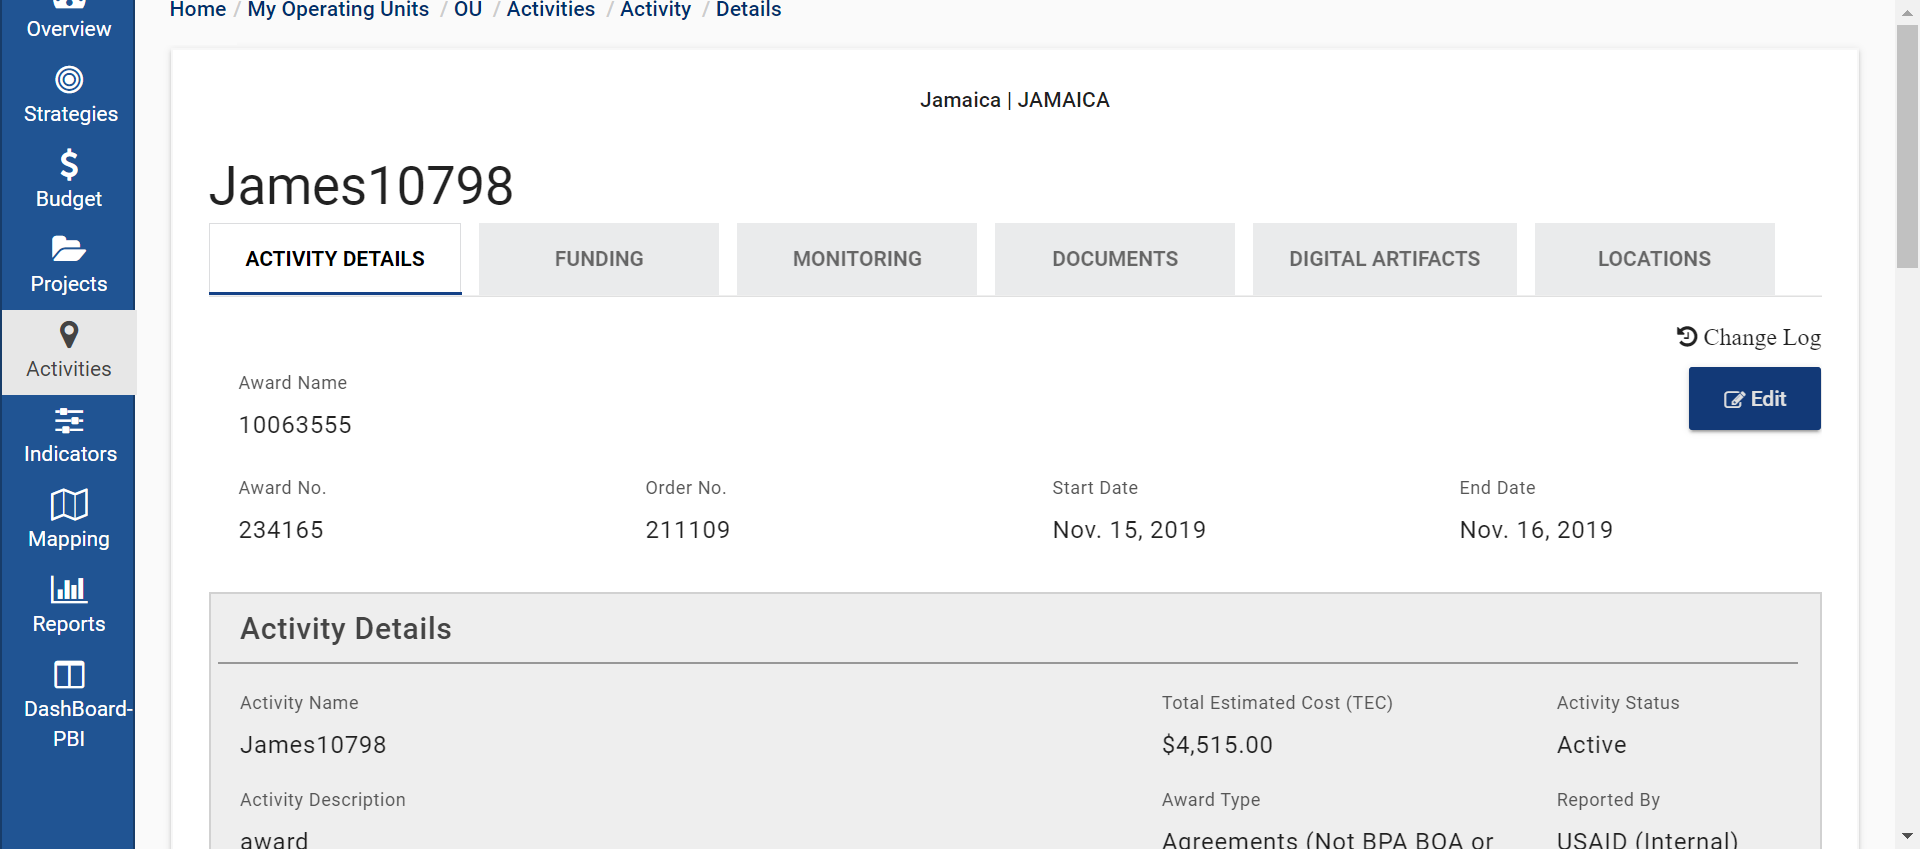 Home / My Operating Units / OU / Activities / Activity / Details
Overview
Strategies
Budget
Projects
Activities
Indicators
Mapping
Reports
DashBoard-
PBI
Jamaica | JAMAICA
James10798
ACTIVITY DETAILS
FUNDING
MONITORING
DOCUMENTS
DIGITAL ARTIFACTS
LOCATIONS
Change Log
Edit
Award Name
10063555
Award No.
234165
Order No.
211109
Start Date
Nov. 15, 2019
End Date
Nov. 16, 2019
Activity Details
Activity Name
James10798
Total Estimated Cost (TEC)
$4,515.00
Activity Status
Active
Activity Description
award
Award Type
Agreements (Not BPA BOA or
Reported By
USAID (Internal)